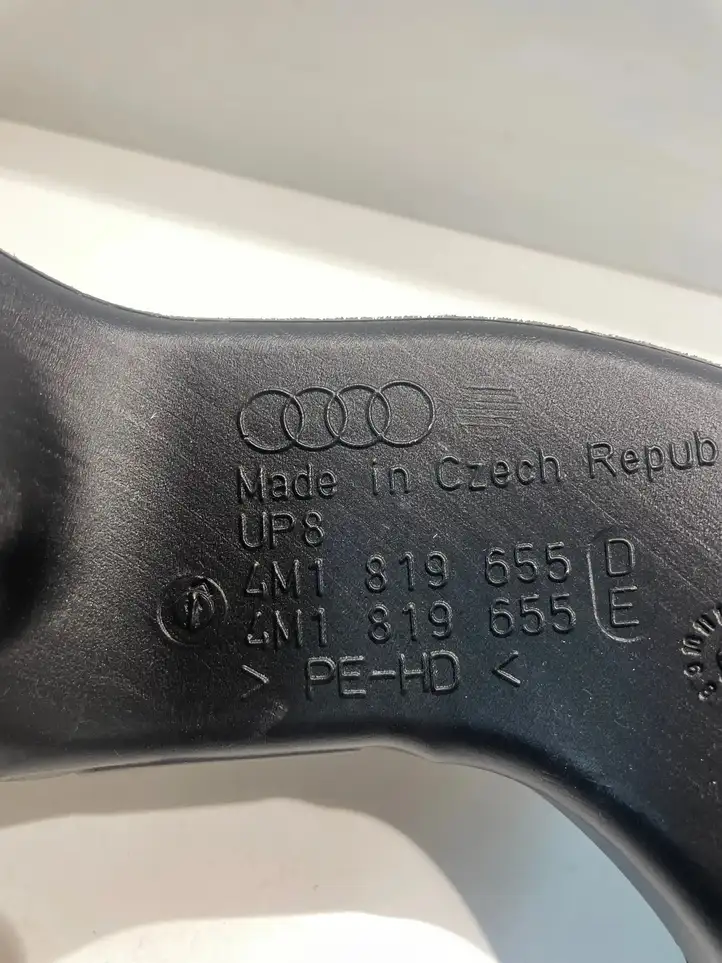 Made in Czech Repub
UP8
4M1 819 655 D
4M1 819 655 E
> PE-HD <